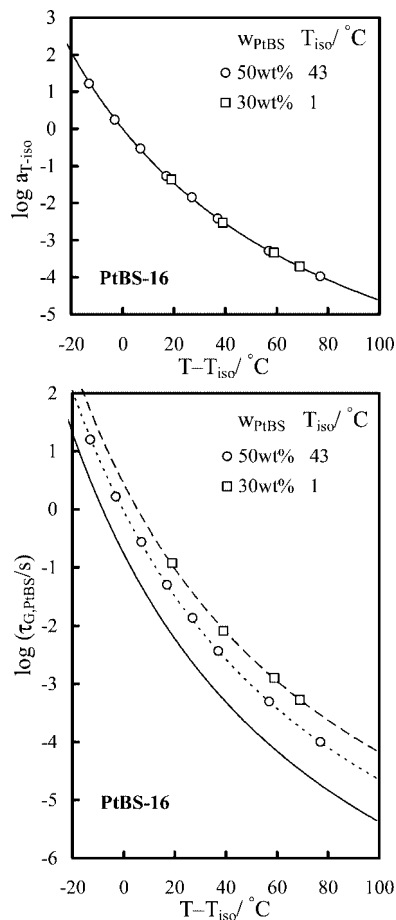 w_PtBS T_iso/ °C
50wt% 43
30wt% 1
2
1
0
-1
-2
-3
-4
-5
log a_T-iso
PtBS-16
-20 0 20 40 60 80 100
T−T_iso/ °C
w_PtBS T_iso/ °C
50wt% 43
30wt% 1
2
1
0
-1
-2
-3
-4
-5
-6
log (τ_G,PtBS/s)
PtBS-16
-20 0 20 40 60 80 100
T−T_iso/ °C